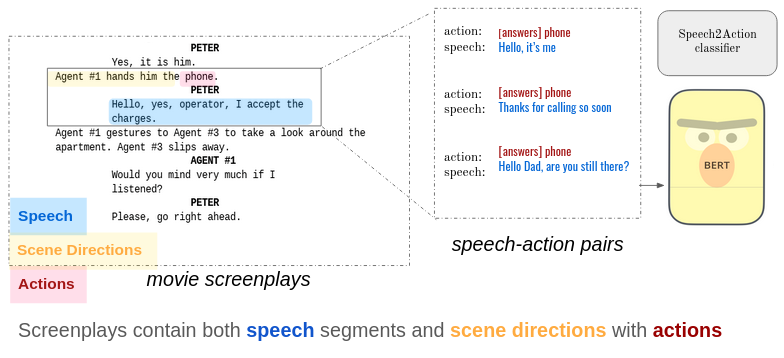 PETER
Yes, it is him.
Agent #1 hands him the phone.
PETER
Hello, yes, operator, I accept the
charges.
Agent #1 gestures to Agent #3 to take a look around the
apartment. Agent #3 slips away.
AGENT #1
Would you mind very much if I
listened?
PETER
Please, go right ahead.
Speech
Scene Directions
Actions
movie screenplays
action: [answers] phone
speech: Hello, it's me
action: [answers] phone
speech: Thanks for calling so soon
action: [answers] phone
speech: Hello Dad, are you still there?
speech-action pairs
Speech2Action
classifier
BERT
Screenplays contain both speech segments and scene directions with actions